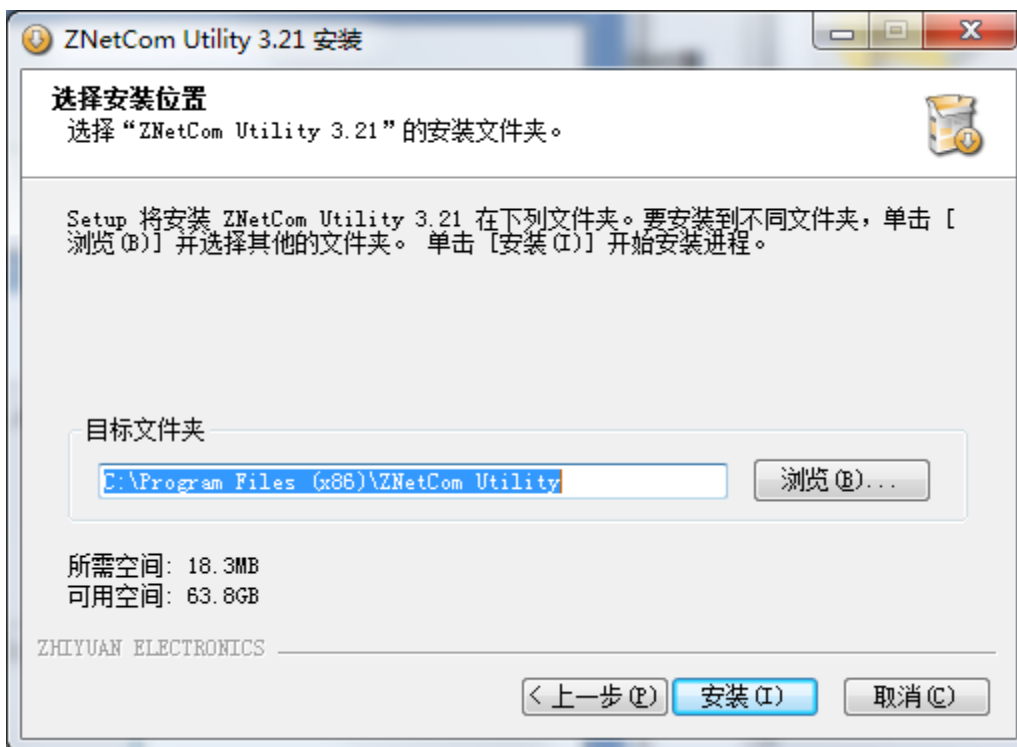 ZNetCom Utility 3.21 安装
选择安装位置
选择“ZNetCom Utility 3.21”的安装文件夹。
Setup 将安装 ZNetCom Utility 3.21 在下列文件夹。要安装到不同文件夹，单击 [
浏览(B)] 并选择其他的文件夹。 单击 [安装(I)] 开始安装进程。
目标文件夹
C:\Program Files (x86)\ZNetCom Utility
浏览(B)...
所需空间: 18.3MB
可用空间: 63.8GB
ZHIYUAN ELECTRONICS
< 上一步(P) 安装(I) 取消(C)